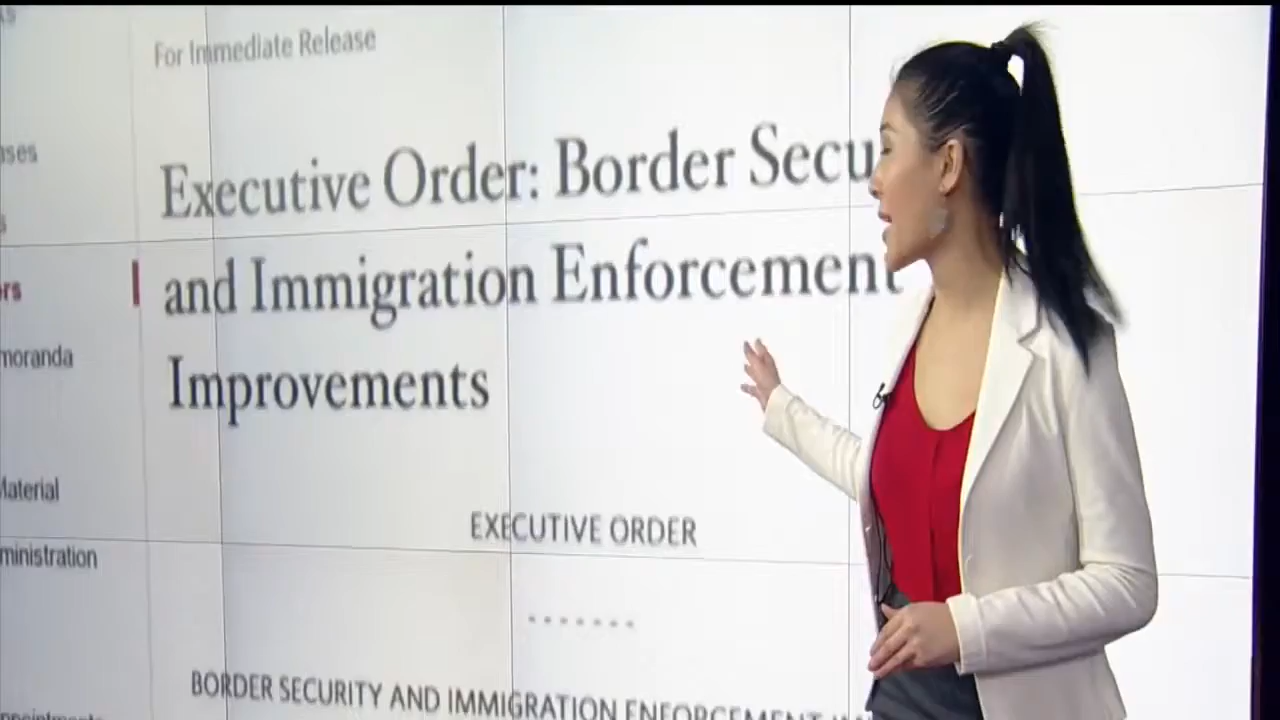 For Immediate Release
Executive Order: Border Secu
and Immigration Enforcement
Improvements
EXECUTIVE ORDER
-------
BORDER SECURITY AND IMMIGRATION ENFORCEMENT
ases
rs
moranda
Material
ministration